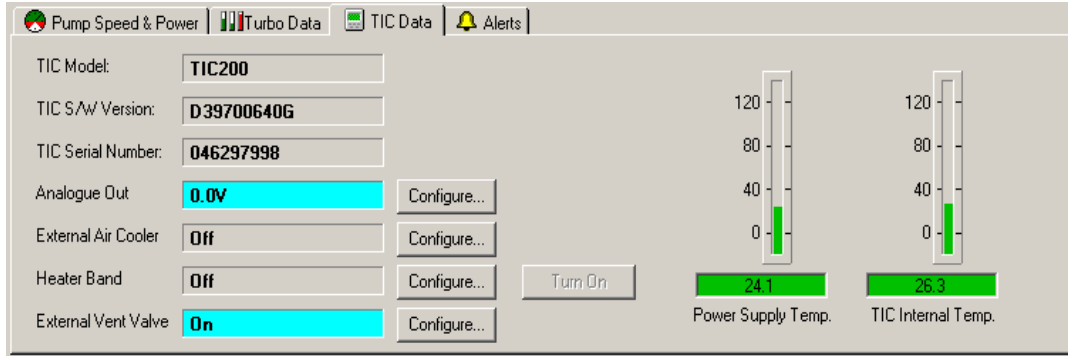 Pump Speed & Power Turbo Data TIC Data Alerts
TIC Model: TIC200
TIC S/W Version: D39700640G
TIC Serial Number: 046297998
Analogue Out 0.0V Configure...
External Air Cooler Off Configure...
Heater Band Off Configure... Turn On
External Vent Valve On Configure...
120
80
40
0
24.1
Power Supply Temp.
120
80
40
0
26.3
TIC Internal Temp.